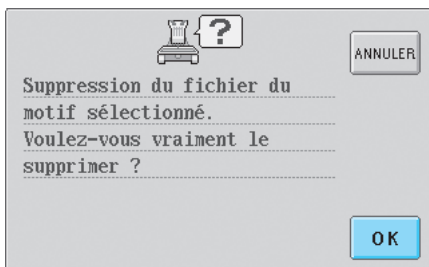 ?
ANNULER
Suppression du fichier du
motif sélectionné.
Voulez-vous vraiment le
supprimer ?
OK